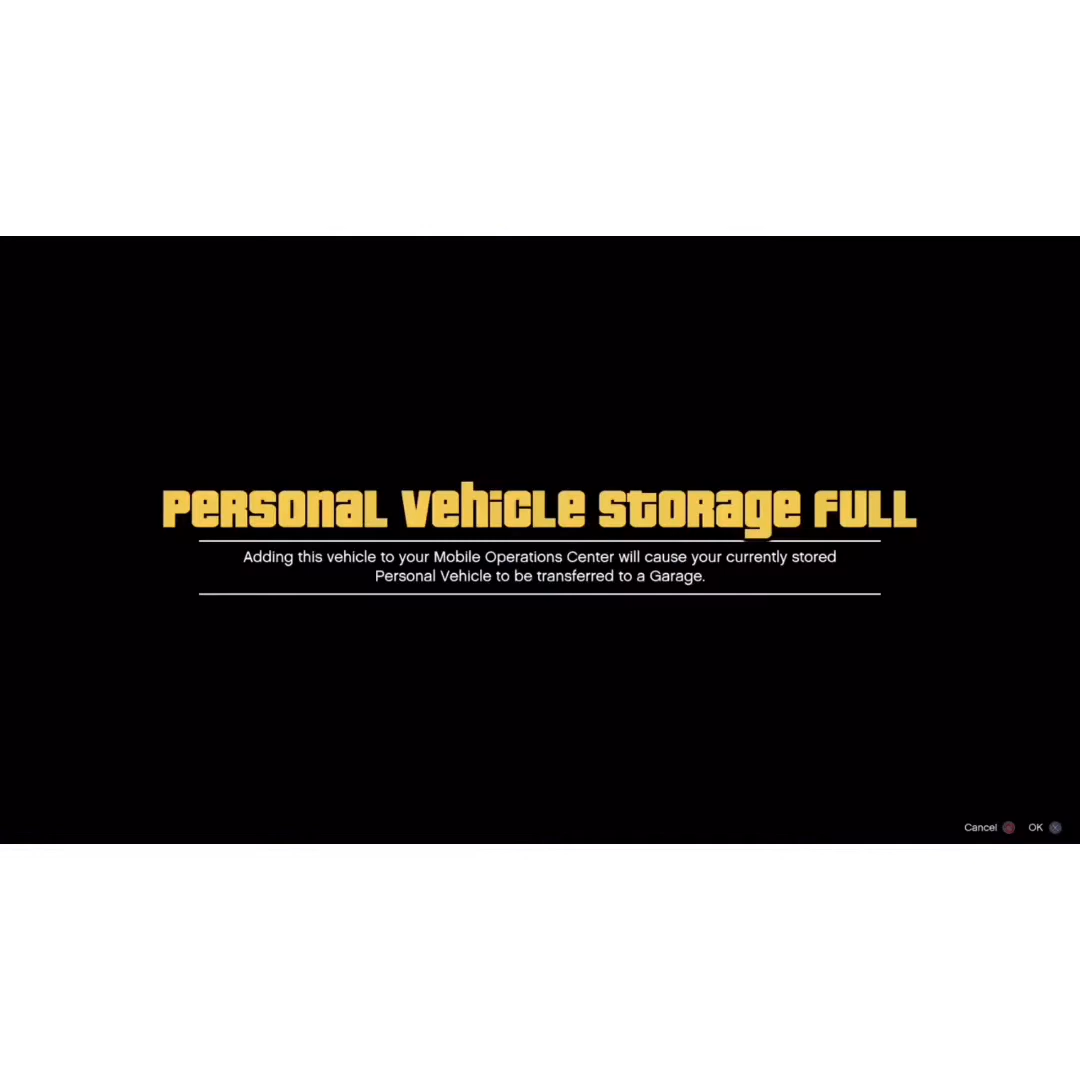 PERSONAL VEHICLE STORAGE FULL
Adding this vehicle to your Mobile Operations Center will cause your currently stored
Personal Vehicle to be transferred to a Garage.
Cancel OK